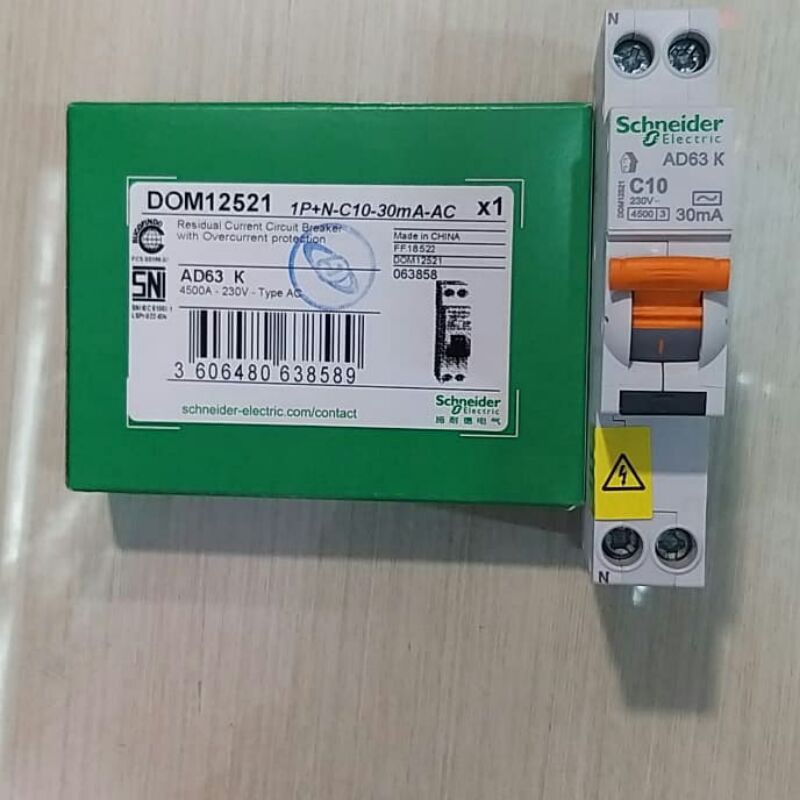 DOM12521 1P+N-C10-30mA-AC x1
Residual Current Circuit Breaker
with Overcurrent protection
Made in CHINA
FF18522
DOM12521
063858
SNI
AD63 K
4500A - 230V - Type AC
3 606480 638589
Schneider
Electric
施耐德电气
schneider-electric.com/contact
N
Schneider
Electric
AD63 K
DOM12521
C10
230V~
4500 3
30mA
N